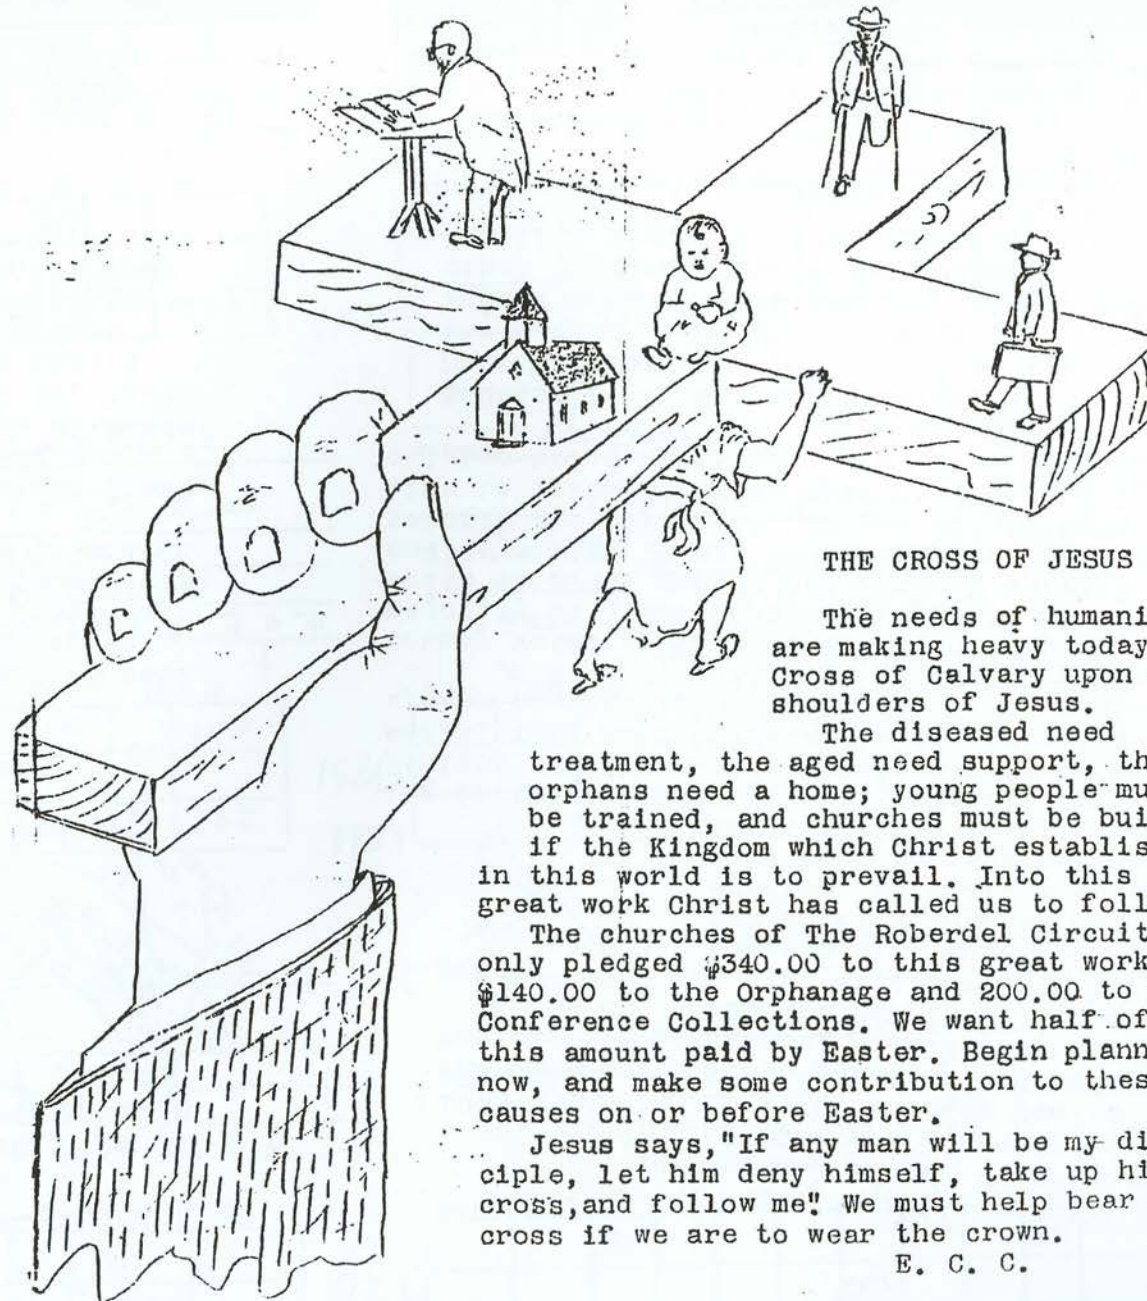 THE CROSS OF JESUS
The needs of humani
are making heavy today
Cross of Calvary upon
shoulders of Jesus.
The diseased need
treatment, the aged need support, th
orphans need a home; young people mu
be trained, and churches must be bui
if the Kingdom which Christ establis
in this world is to prevail. Into this
great work Christ has called us to foll
The churches of The Roberdel Circuit
only pledged $340.00 to this great work
$140.00 to the Orphanage and 200.00 to
Conference Collections. We want half of
this amount paid by Easter. Begin plann
now, and make some contribution to thes
causes on or before Easter.
Jesus says,"If any man will be my di
ciple, let him deny himself, take up hi
cross,and follow me". We must help bear
cross if we are to wear the crown.
E. C. C.